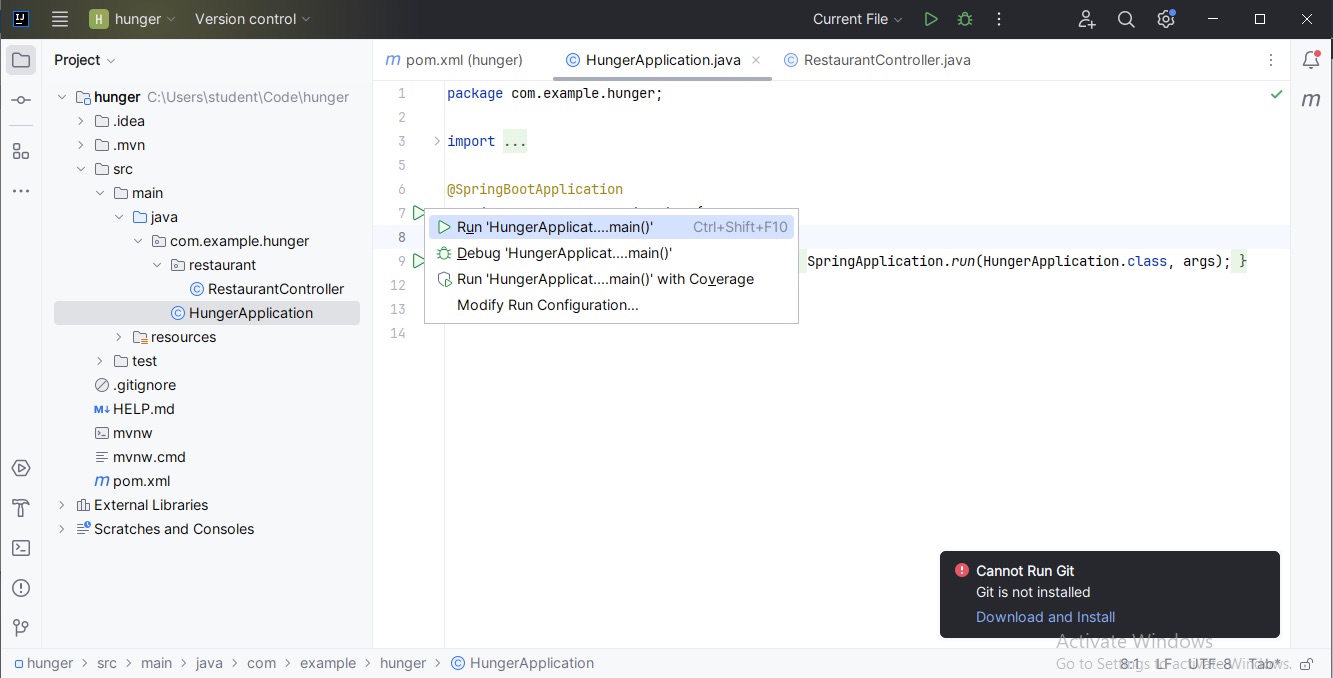 H hunger Version control Current File
Project
pom.xml (hunger) HungerApplication.java RestaurantController.java
hunger C:\Users\student\Code\hunger
.idea
.mvn
src
main
java
com.example.hunger
restaurant
RestaurantController
HungerApplication
resources
test
.gitignore
M↓ HELP.md
mvnw
mvnw.cmd
m pom.xml
External Libraries
Scratches and Consoles
1 package com.example.hunger;
2
3 import ...
5
6 @SpringBootApplication
7
8
9 SpringApplication.run(HungerApplication.class, args); }
12
13
14
Run 'HungerApplicat....main()' Ctrl+Shift+F10
Debug 'HungerApplicat....main()'
Run 'HungerApplicat....main()' with Coverage
Modify Run Configuration...
Cannot Run Git
Git is not installed
Download and Install
Activate Windows
Go to Settings to activate Windows.
hunger > src > main > java > com > example > hunger > HungerApplication
8:1 LF UTF-8 Tab*